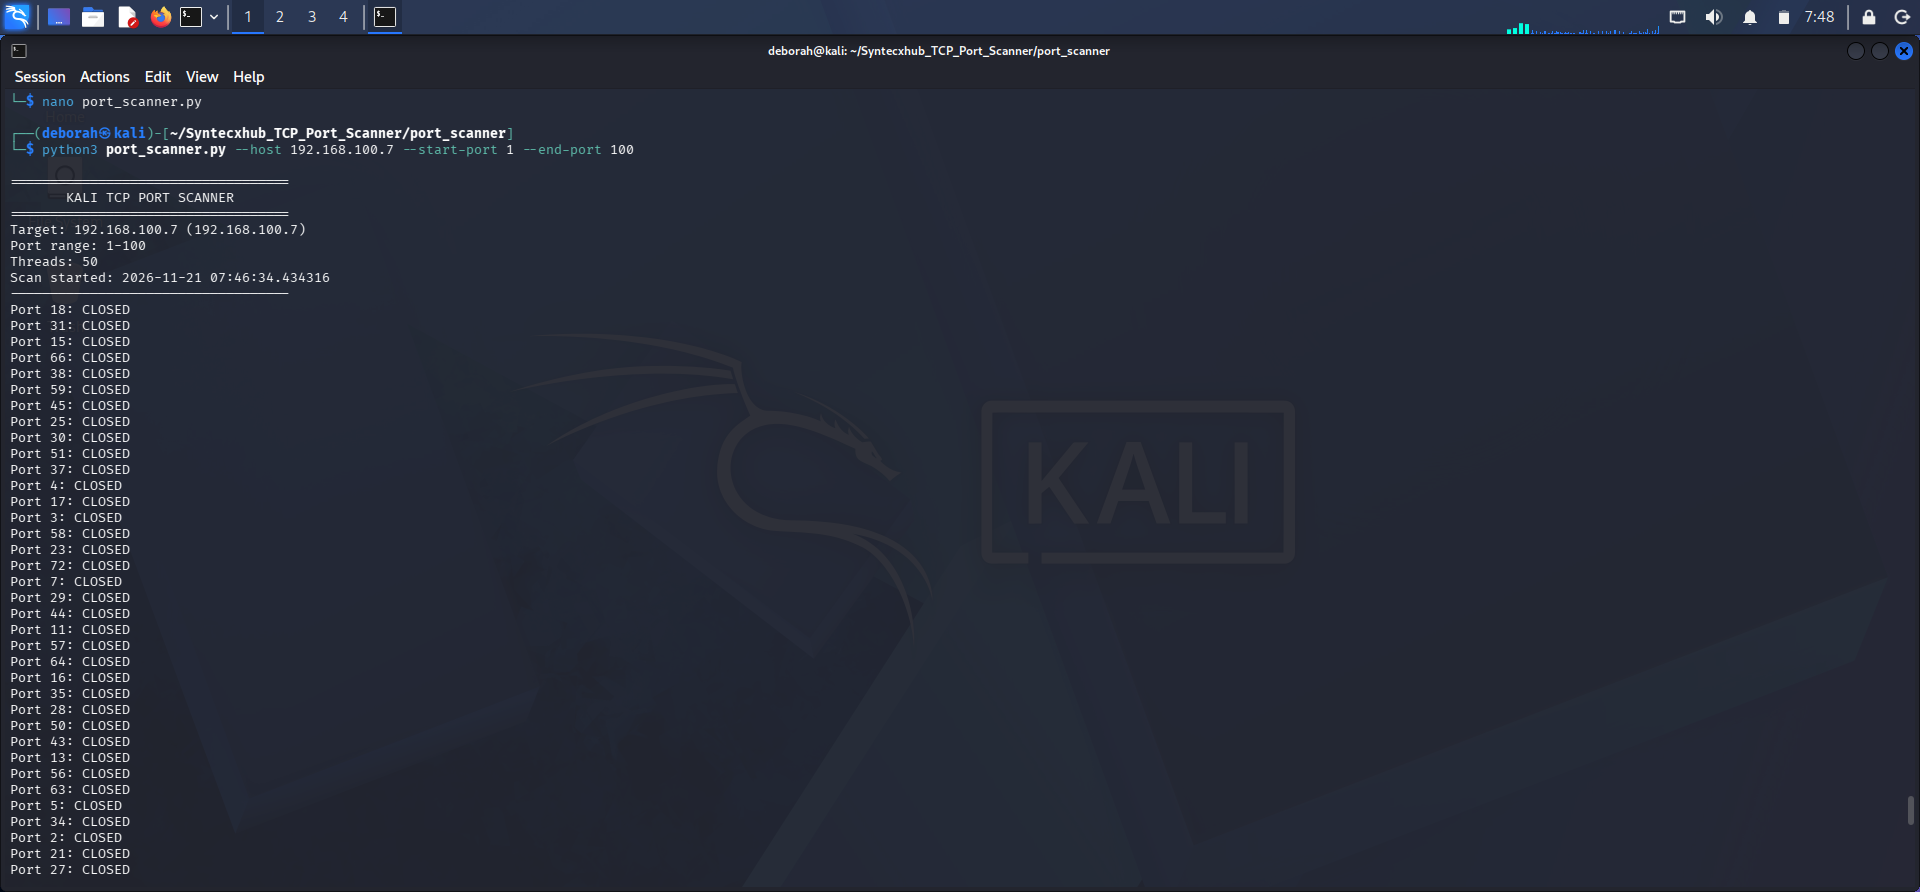 1 2 3 4
7:48
deborah@kali: ~/Syntecxhub_TCP_Port_Scanner/port_scanner
Session Actions Edit View Help
└─$ nano port_scanner.py
┌──(deborah㉿kali)-[~/Syntecxhub_TCP_Port_Scanner/port_scanner]
└─$ python3 port_scanner.py --host 192.168.100.7 --start-port 1 --end-port 100
KALI TCP PORT SCANNER
Target: 192.168.100.7 (192.168.100.7)
Port range: 1-100
Threads: 50
Scan started: 2026-11-21 07:46:34.434316
Port 18: CLOSED
Port 31: CLOSED
Port 15: CLOSED
Port 66: CLOSED
Port 38: CLOSED
Port 59: CLOSED
Port 45: CLOSED
Port 25: CLOSED
Port 30: CLOSED
Port 51: CLOSED
Port 37: CLOSED
Port 4: CLOSED
Port 17: CLOSED
Port 3: CLOSED
Port 58: CLOSED
Port 23: CLOSED
Port 72: CLOSED
Port 7: CLOSED
Port 29: CLOSED
Port 44: CLOSED
Port 11: CLOSED
Port 57: CLOSED
Port 64: CLOSED
Port 16: CLOSED
Port 35: CLOSED
Port 28: CLOSED
Port 50: CLOSED
Port 43: CLOSED
Port 13: CLOSED
Port 56: CLOSED
Port 63: CLOSED
Port 5: CLOSED
Port 34: CLOSED
Port 2: CLOSED
Port 21: CLOSED
Port 27: CLOSED
KALI